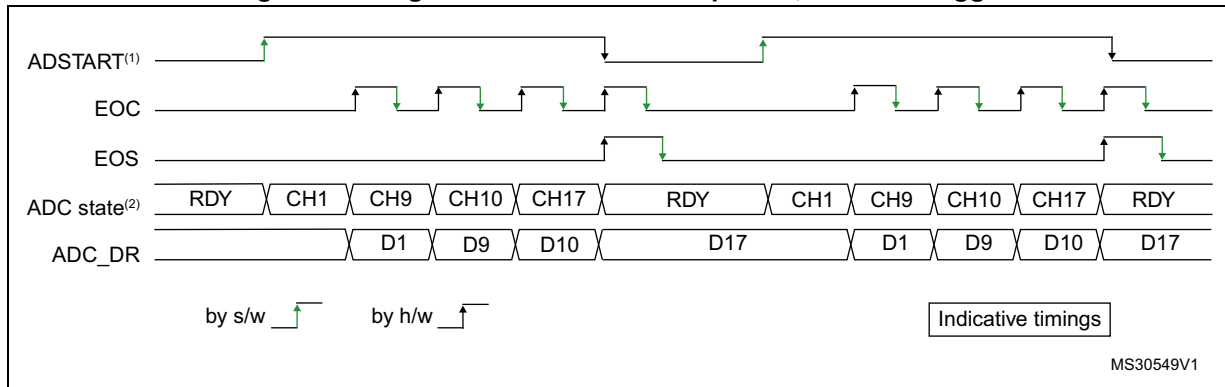 ADSTART(1)
EOC
EOS
ADC state(2) RDY CH1 CH9 CH10 CH17 RDY CH1 CH9 CH10 CH17 RDY
ADC_DR D1 D9 D10 D17 D1 D9 D10 D17
by s/w by h/w Indicative timings
MS30549V1